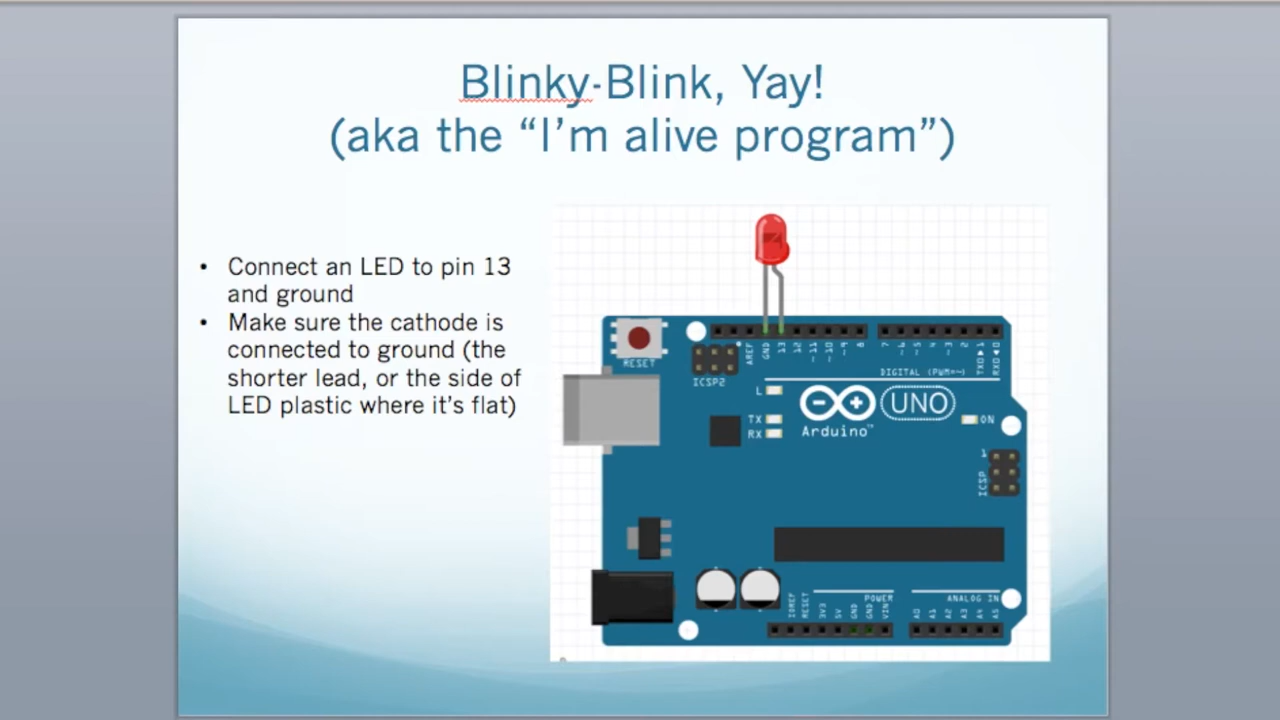 Blinky-Blink, Yay!
(aka the “I’m alive program”)
• Connect an LED to pin 13
and ground
• Make sure the cathode is
connected to ground (the
shorter lead, or the side of
LED plastic where it’s flat)
RESET
ICSP2
AREF
GND
13
12
~11
~10
~9
8
7
~6
~5
4
~3
2
TX0▶1
RX0◀0
DIGITAL (PWM=~)
L
TX
RX
UNO
Arduino™
ON
1
ICSP
IOREF
RESET
3V3
5V
GND
GND
VIN
POWER
ANALOG IN
A0
A1
A2
A3
A4
A5